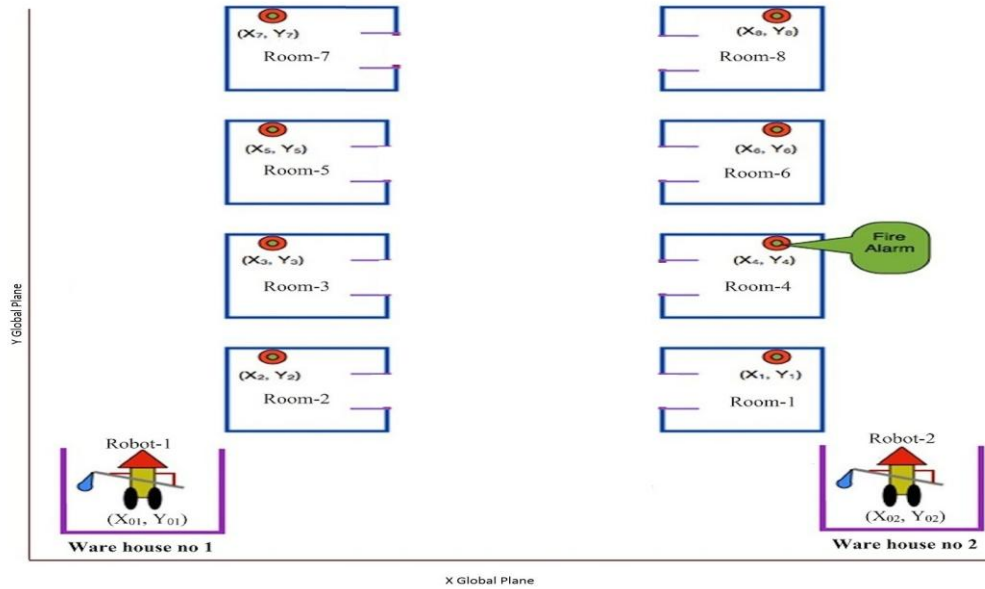 (X₇, Y₇)
Room-7
(X₈, Y₈)
Room-8
(X₅, Y₅)
Room-5
(X₆, Y₆)
Room-6
Fire
Alarm
(X₃, Y₃)
Room-3
(X₄, Y₄)
Room-4
Y Global Plane
(X₂, Y₂)
Room-2
(X₁, Y₁)
Room-1
Robot-1
(X₀₁, Y₀₁)
Ware house no 1
Robot-2
(X₀₂, Y₀₂)
Ware house no 2
X Global Plane